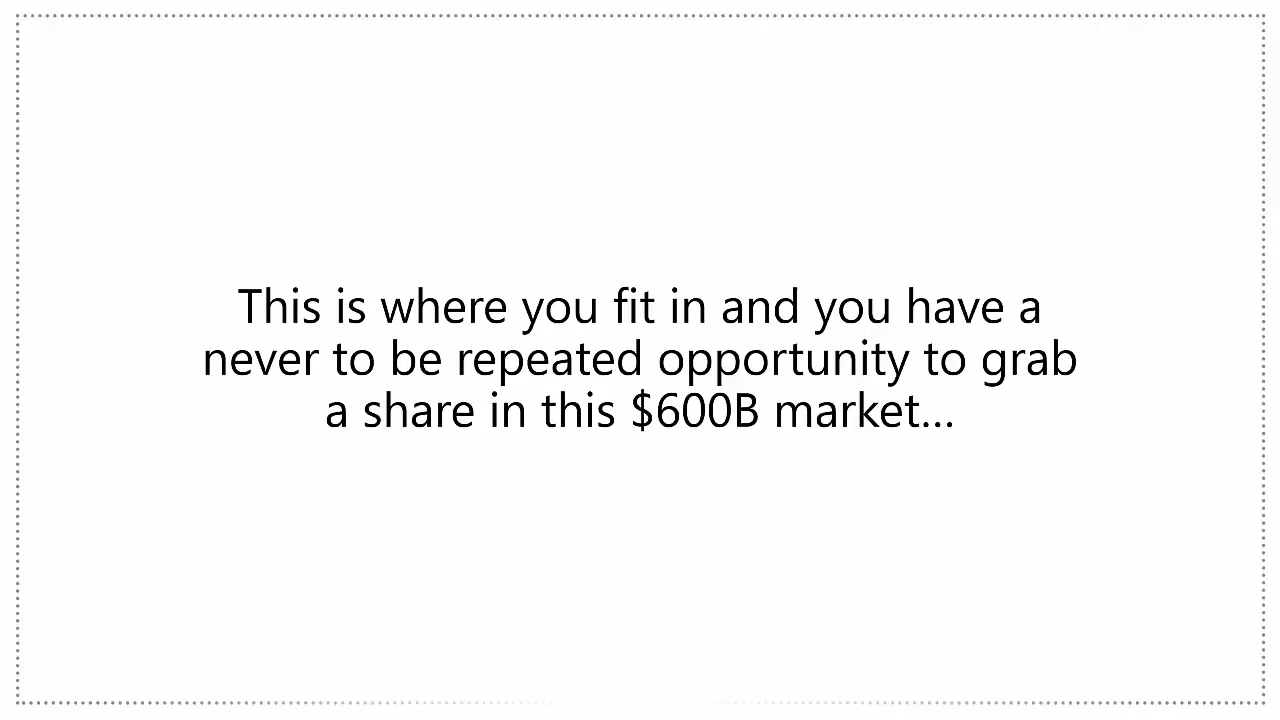 This is where you fit in and you have a
never to be repeated opportunity to grab
a share in this $600B market...